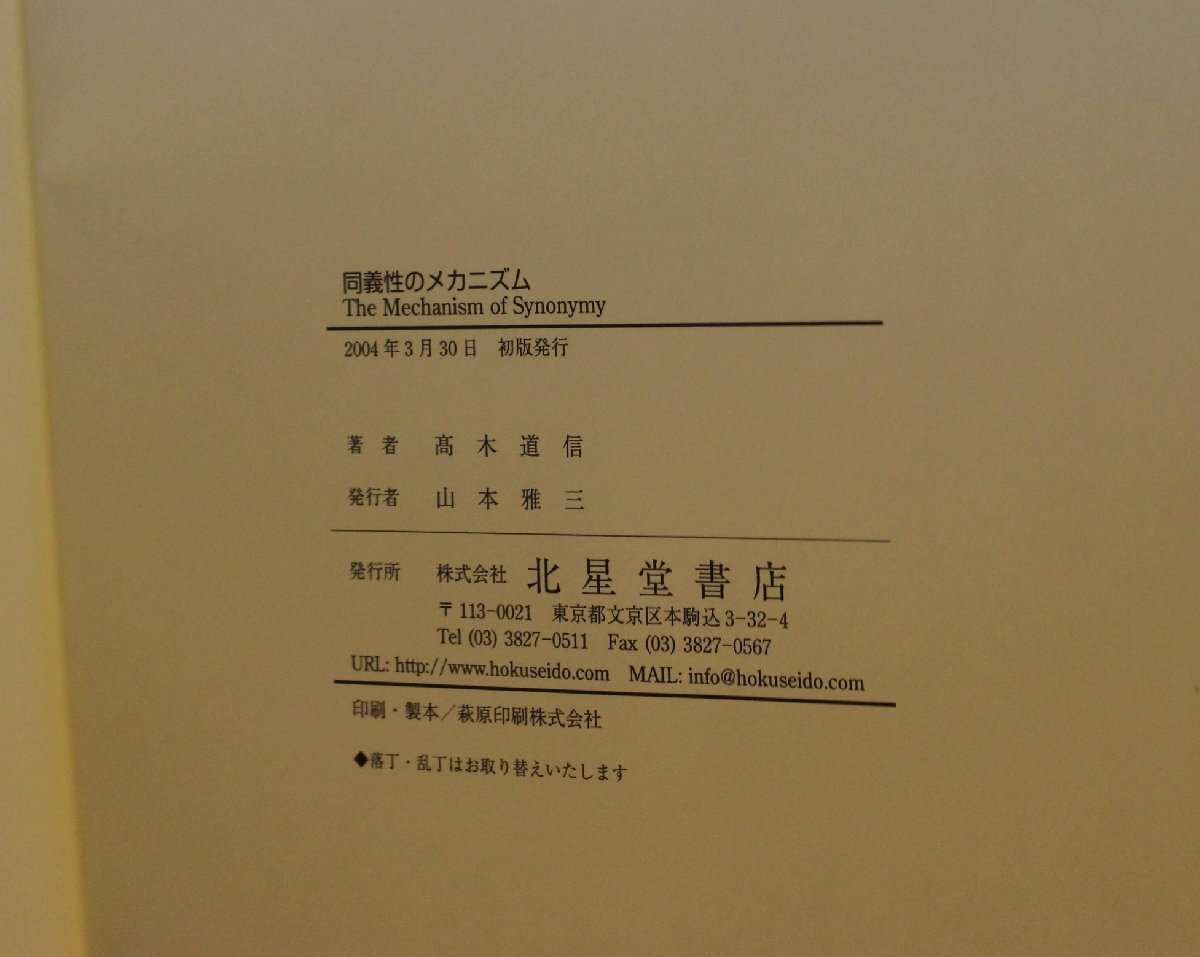 同義性のメカニズム
The Mechanism of Synonymy
2004年3月30日 初版発行
著者 髙木道信
発行者 山本雅三
発行所 株式会社 北星堂書店
〒113-0021 東京都文京区本駒込3-32-4
Tel (03) 3827-0511 Fax (03) 3827-0567
URL: http://www.hokuseido.com MAIL: info@hokuseido.com
印刷・製本／萩原印刷株式会社
◆落丁・乱丁はお取り替えいたします